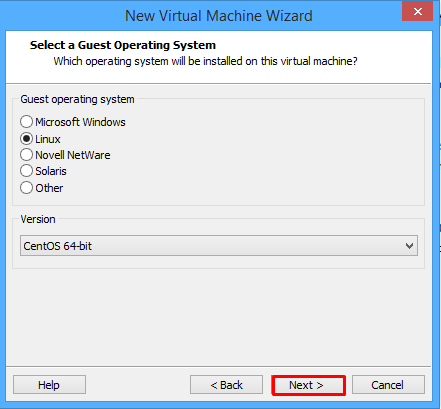 New Virtual Machine Wizard
Select a Guest Operating System
Which operating system will be installed on this virtual machine?
Guest operating system
Microsoft Windows
Linux
Novell NetWare
Solaris
Other
Version
CentOS 64-bit
Help
< Back
Next >
Cancel